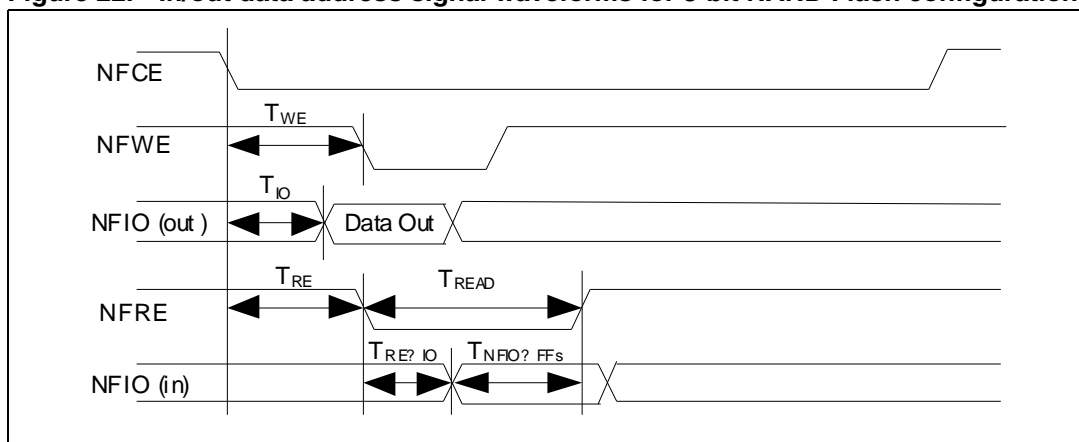 Figure 22. In/out data address signal waveforms for 8-bit NAND Flash configuration
NFCE
TWE
NFWE
TIO
NFIO (out )
Data Out
TRE
TREAD
NFRE
TRE? IO
TNFIO? FFs
NFIO (in)